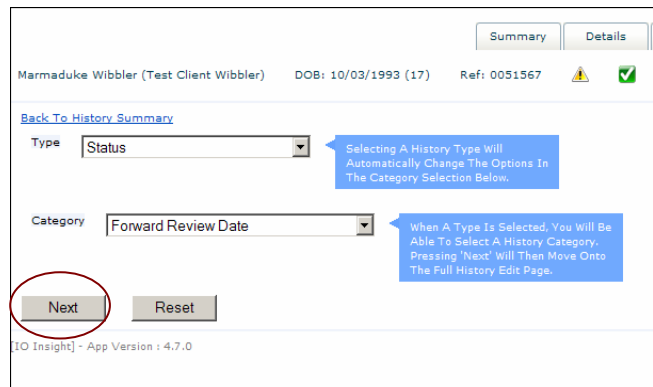 Summary Details
Marmaduke Wibbler (Test Client Wibbler) DOB: 10/03/1993 (17) Ref: 0051567
Back To History Summary
Type Status
Selecting A History Type Will
Automatically Change The Options In
The Category Selection Below.
Category Forward Review Date
When A Type Is Selected, You Will Be
Able To Select A History Category.
Pressing 'Next' Will Then Move Onto
The Full History Edit Page.
Next Reset
[IO Insight] - App Version : 4.7.0